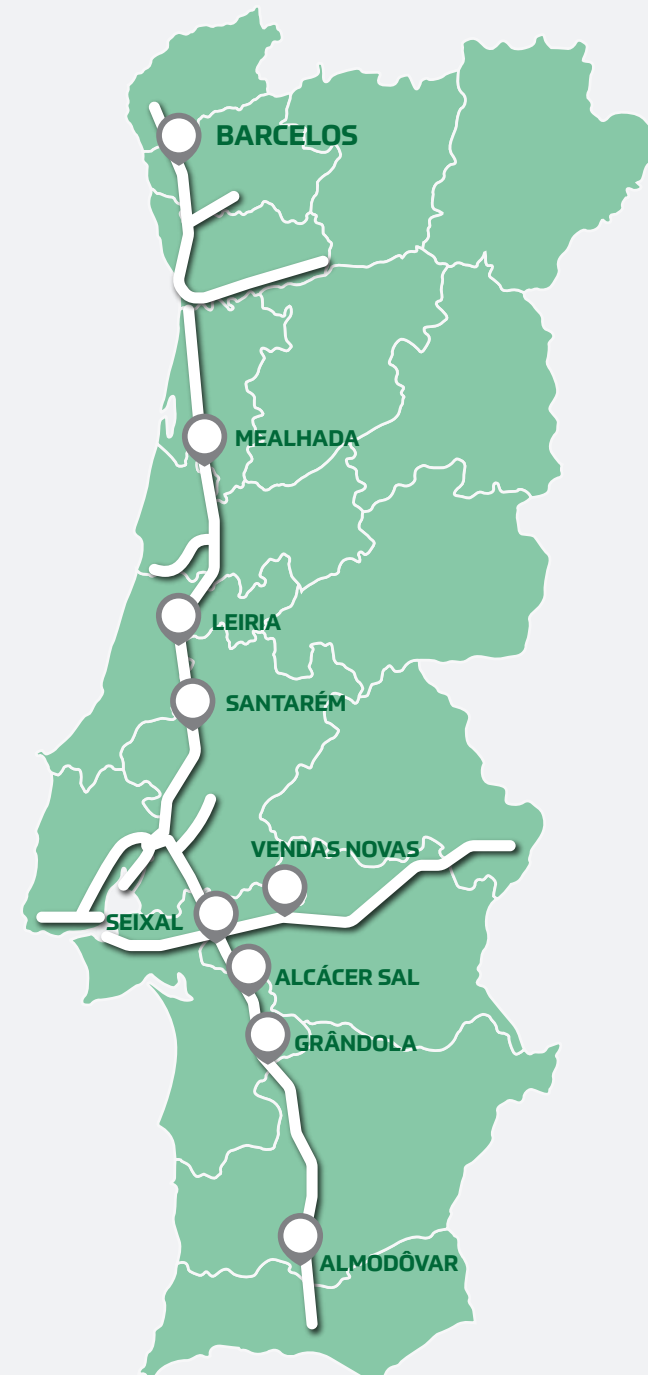 BARCELOS
MEALHADA
LEIRIA
SANTARÉM
VENDAS NOVAS
SEIXAL
ALCÁCER SAL
GRÂNDOLA
ALMODÔVAR